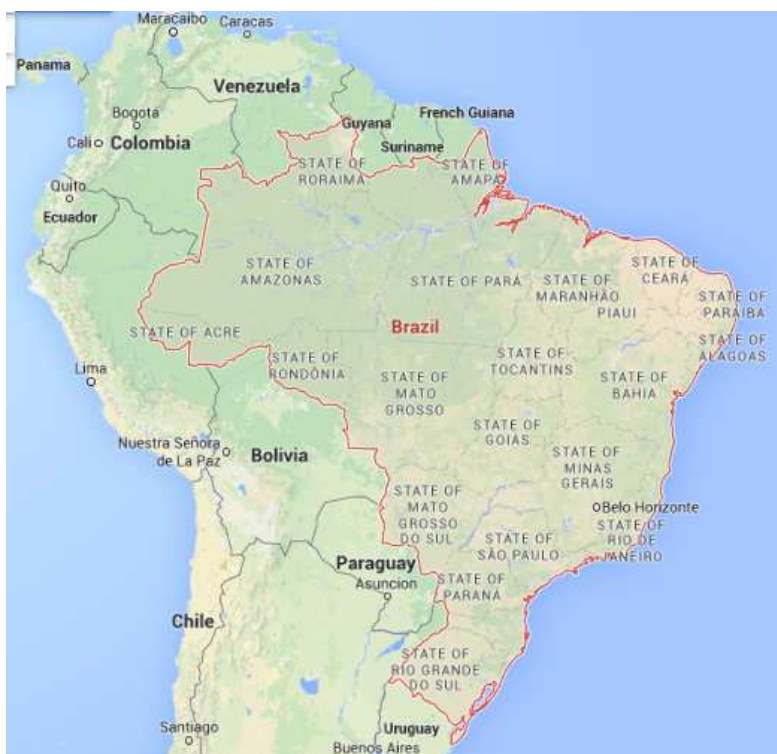 Maracaibo
Caracas
Panama
Venezuela
Bogota
Guyana
French Guiana
Cali
Colombia
Suriname
STATE OF
RORAIMA
STATE OF
AMAPÁ
Quito
Ecuador
STATE OF
AMAZONAS
STATE OF PARÁ
STATE OF
MARANHÃO
STATE OF
CEARÁ
PIAUI
STATE OF
PARAÍBA
Brazil
STATE OF ACRE
STATE OF
ALAGOAS
Lima
STATE OF
RONDÔNIA
STATE OF
TOCANTINS
STATE OF
MATO
GROSSO
STATE OF
BAHIA
STATE OF
GOIÁS
Nuestra Señora
de La Paz
Bolivia
STATE OF
MINAS
GERAIS
STATE OF
MATO
GROSSO
DO SUL
Belo Horizonte
STATE OF
RIO DE
JANEIRO
STATE OF
SÃO PAULO
Paraguay
Asuncion
STATE OF
PARANÁ
Chile
STATE OF
RIO GRANDE
DO SUL
Santiago
Uruguay
Buenos Aires